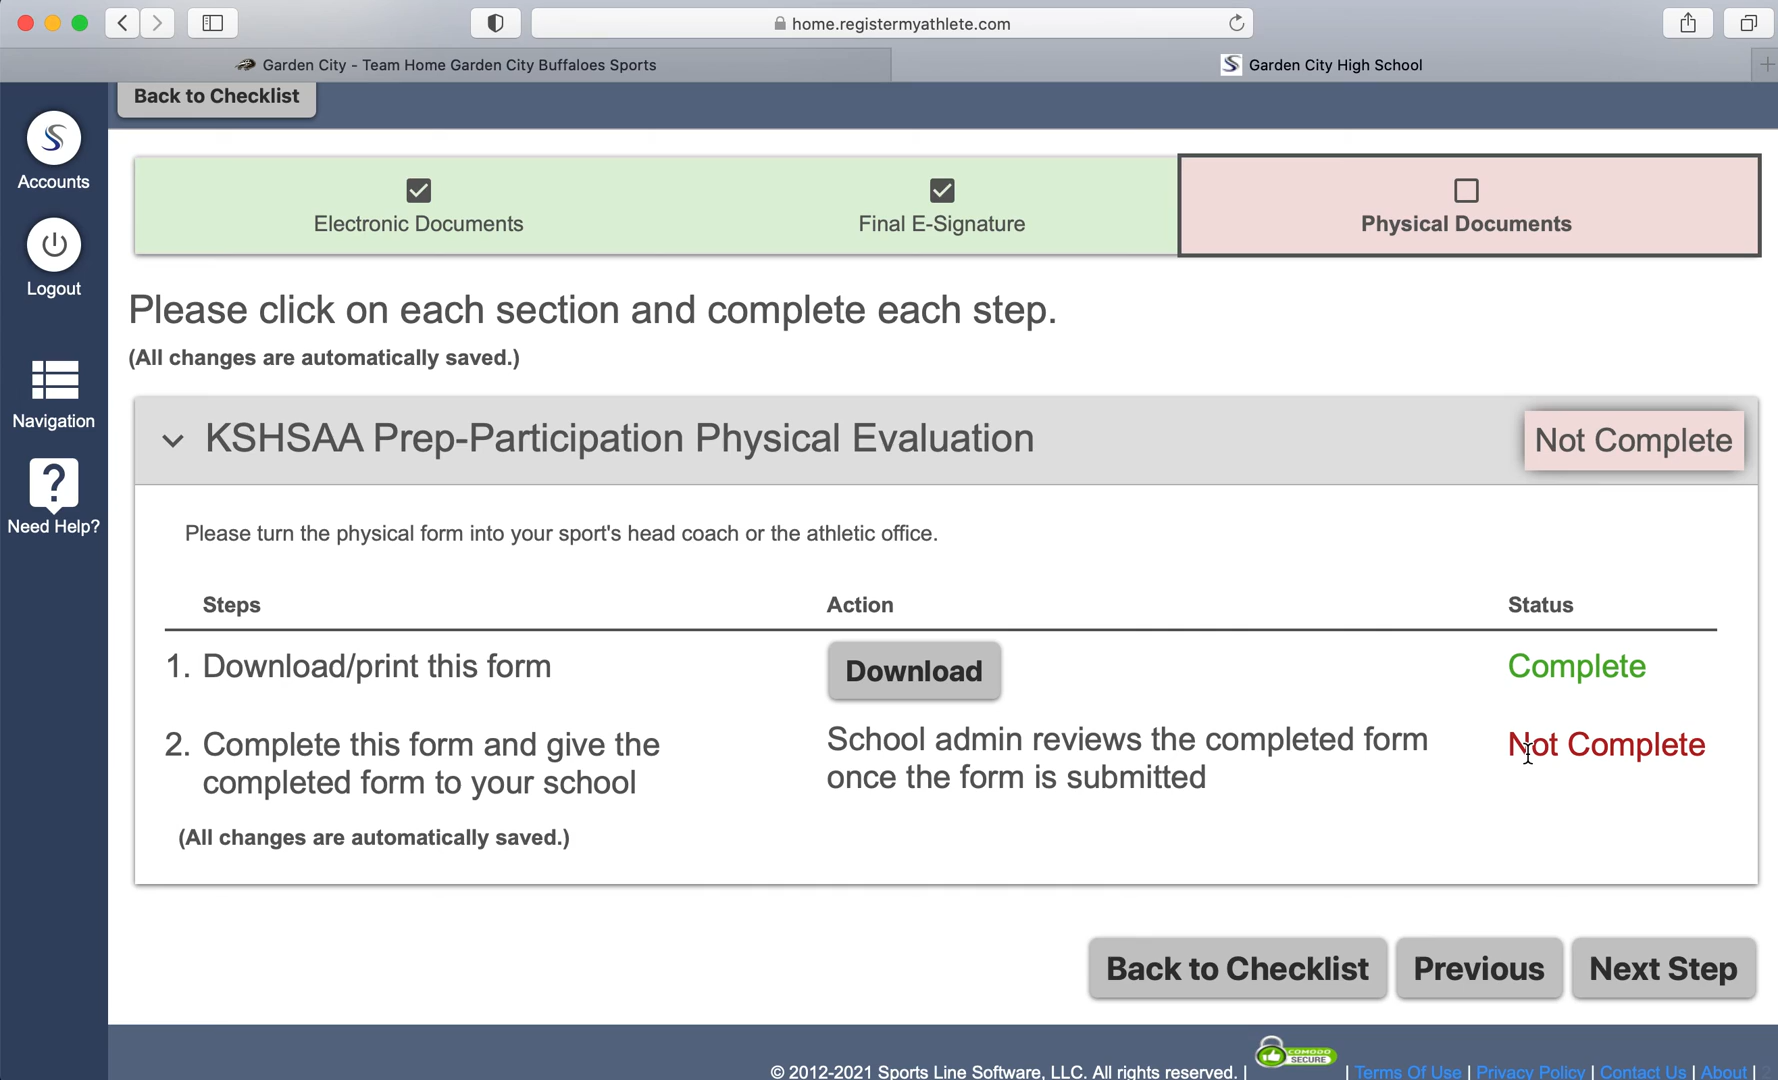 home.registermyathlete.com
Garden City - Team Home Garden City Buffaloes Sports
Garden City High School
Back to Checklist
Accounts
Logout
Navigation
Need Help?
Electronic Documents
Final E-Signature
Physical Documents
Please click on each section and complete each step.
(All changes are automatically saved.)
KSHSAA Prep-Participation Physical Evaluation
Not Complete
Please turn the physical form into your sport's head coach or the athletic office.
Steps Action Status
1. Download/print this form Download Complete
2. Complete this form and give the School admin reviews the completed form Not Complete
completed form to your school once the form is submitted
(All changes are automatically saved.)
Back to Checklist Previous Next Step
COMODO
SECURE
© 2012-2021 Sports Line Software, LLC. All rights reserved. | | Terms Of Use | Privacy Policy | Contact Us | About |